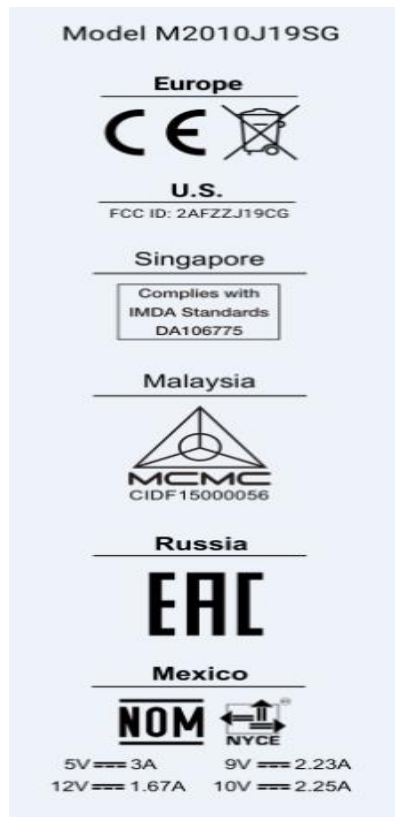 Model M2010J19SG
Europe
CE
U.S.
FCC ID: 2AFZZJ19CG
Singapore
Complies with
IMDA Standards
DA106775
Malaysia
MCMC
CIDF15000056
Russia
EAC
Mexico
NOM NYCE
5V⎓3A 9V⎓2.23A
12V⎓1.67A 10V⎓2.25A